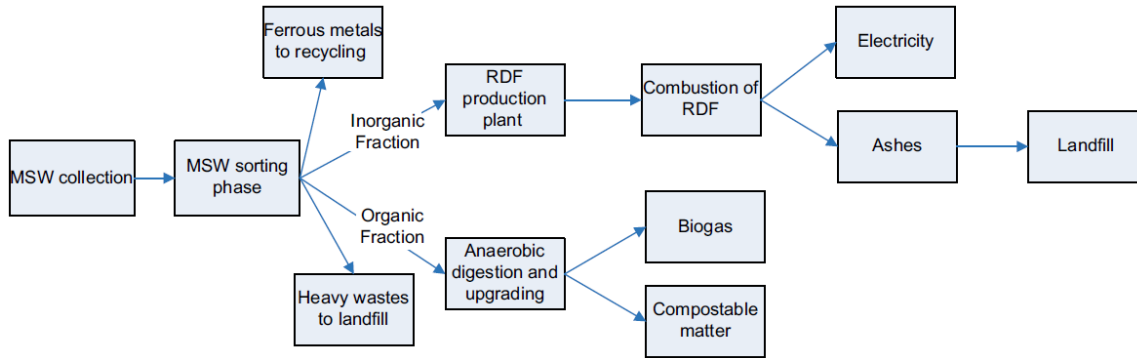 Ferrous metals
to recycling
Electricity
RDF
production
plant
Combustion of
RDF
Inorganic
Fraction
Ashes
Landfill
MSW collection
MSW sorting
phase
Organic
Fraction
Biogas
Anaerobic
digestion and
upgrading
Heavy wastes
to landfill
Compostable
matter